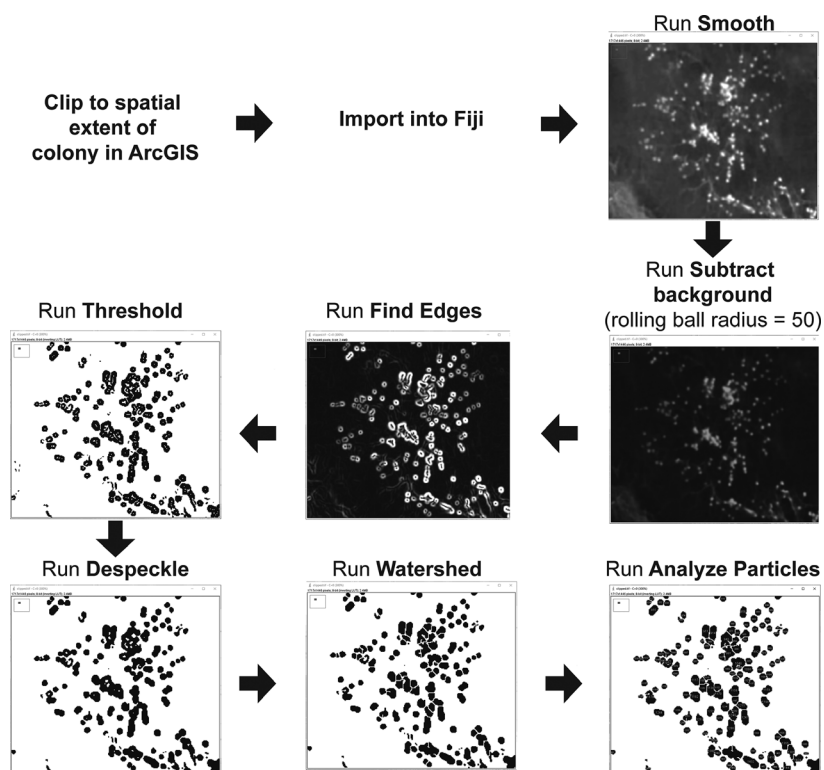 Clip to spatial
extent of
colony in ArcGIS
Import into Fiji
Run Smooth
Run Subtract
background
(rolling ball radius = 50)
Run Find Edges
Run Threshold
Run Despeckle
Run Watershed
Run Analyze Particles